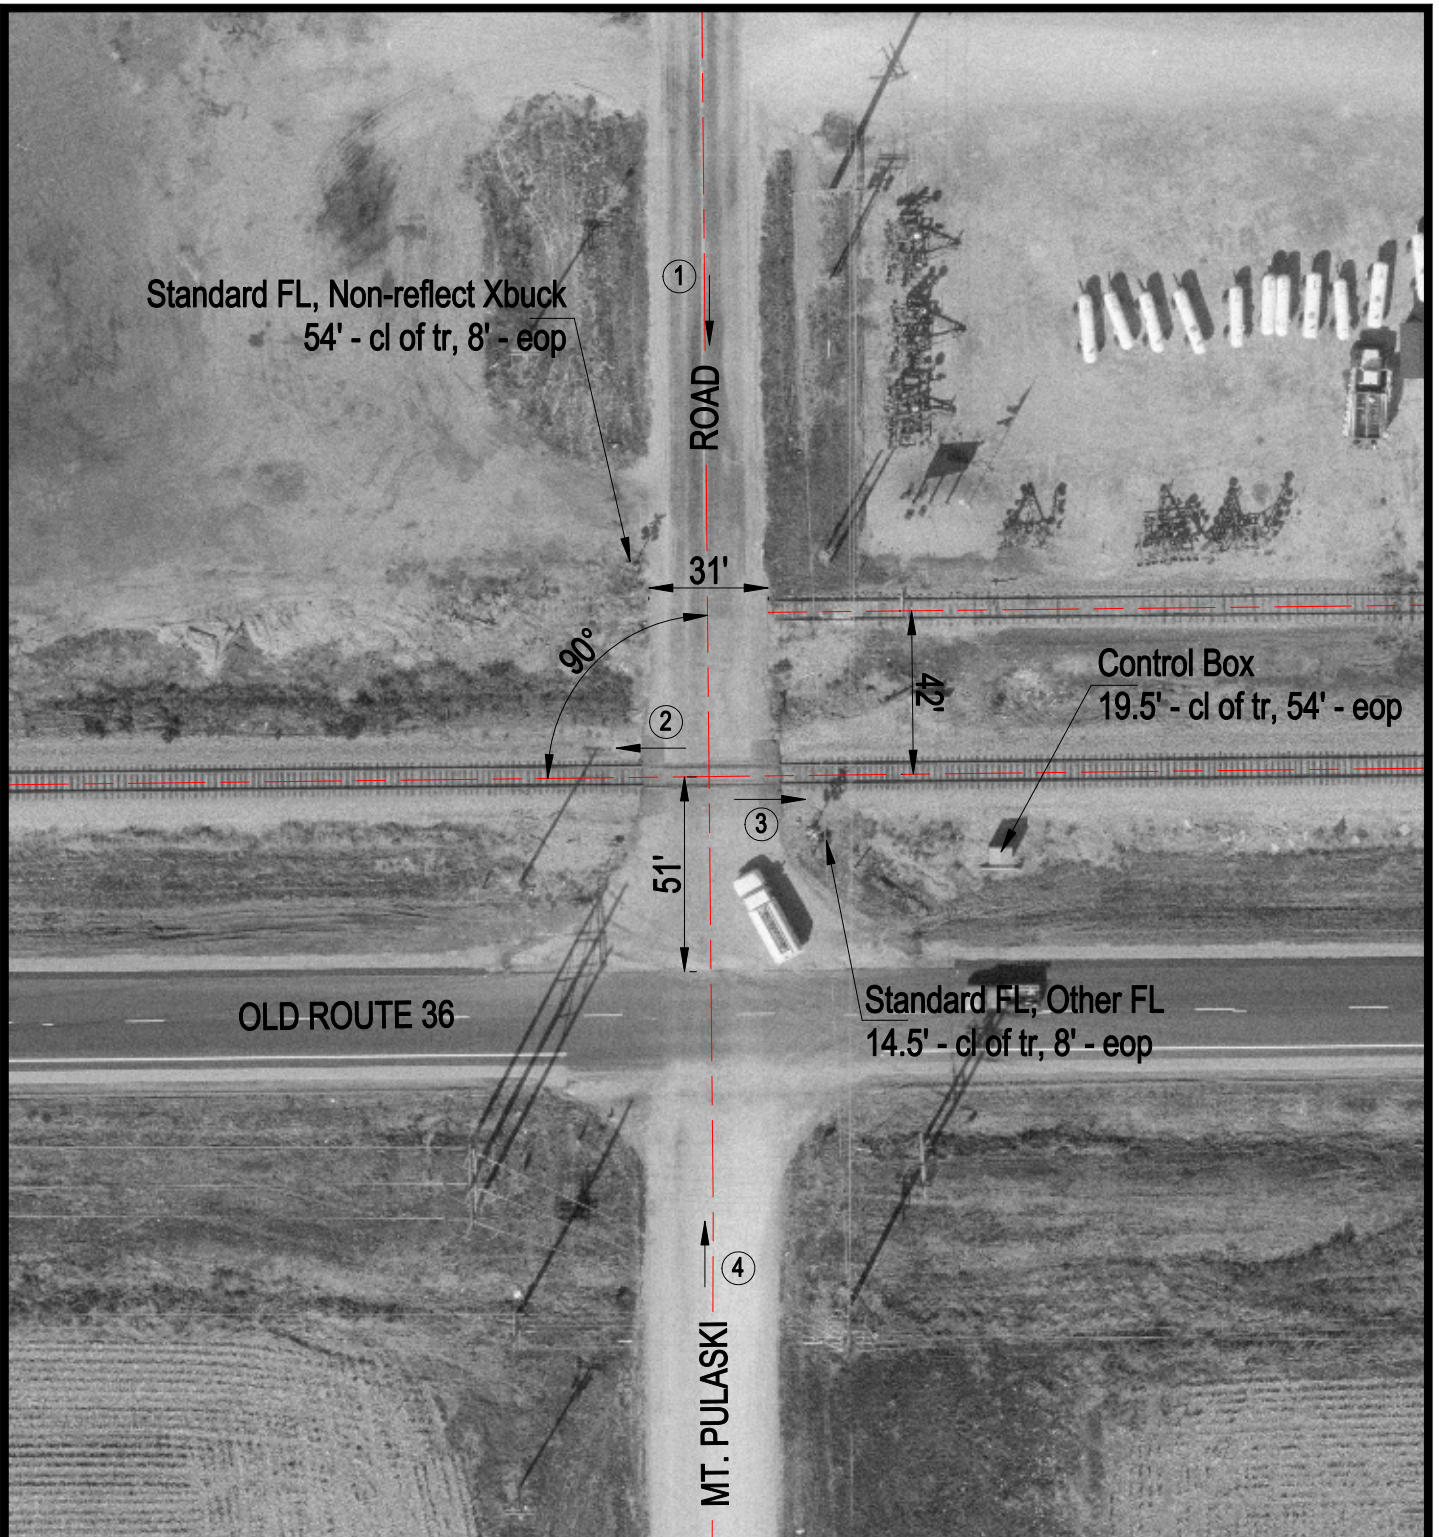 1
Standard FL, Non-reflect Xbuck
54' - cl of tr, 8' - eop
ROAD
31'
90°
42'
Control Box
19.5' - cl of tr, 54' - eop
2
3
51'
Standard FL, Other FL
14.5' - cl of tr, 8' - eop
OLD ROUTE 36
4
MT. PULASKI